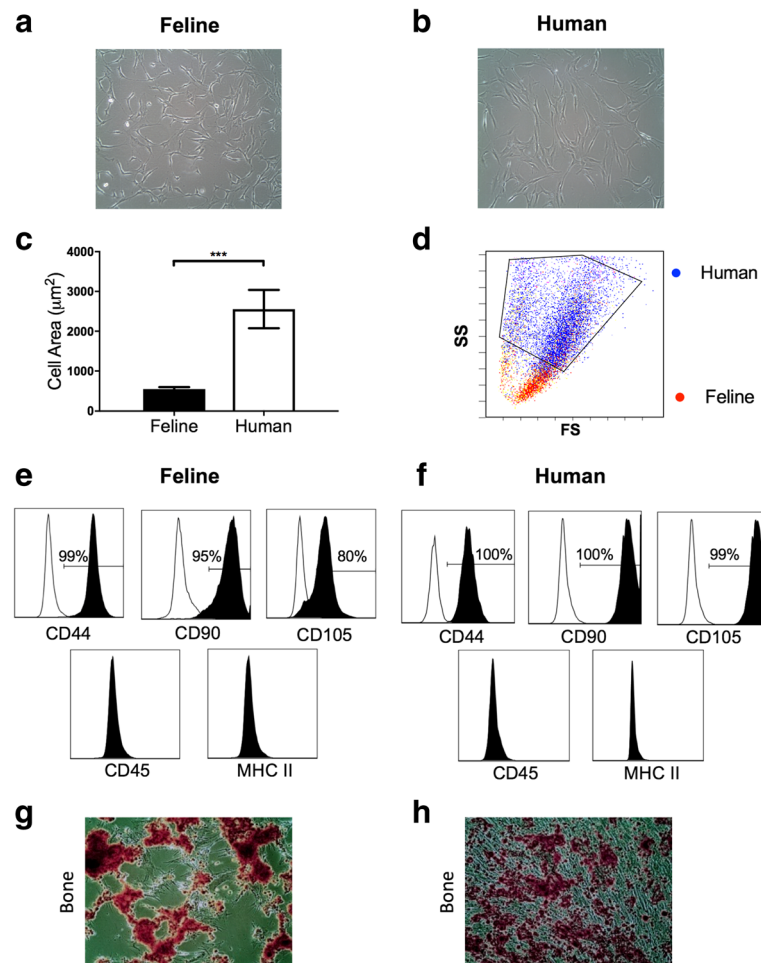 a
Feline
b
Human
c
4000
3000
2000
1000
0
Cell Area (μm²)
***
Feline
Human
d
SS
FS
Human
Feline
e
Feline
99%
CD44
95%
CD90
80%
CD105
CD45
MHC II
f
Human
100%
CD44
100%
CD90
99%
CD105
CD45
MHC II
g
Bone
h
Bone